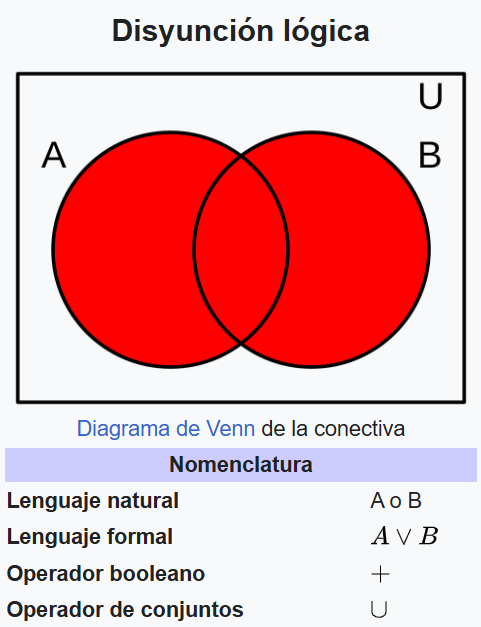 Disyunción lógica
U
A
B
Diagrama de Venn de la conectiva
Nomenclatura
Lenguaje natural A o B
Lenguaje formal A ∨ B
Operador booleano +
Operador de conjuntos ∪